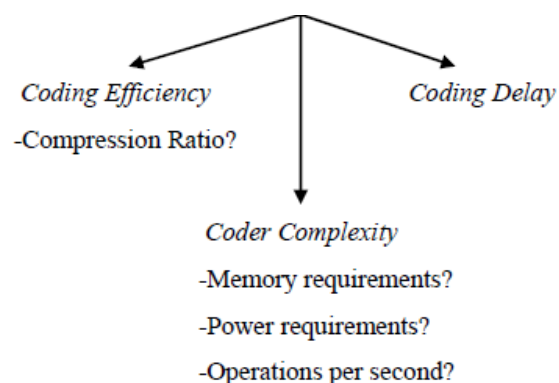 Coding Efficiency
-Compression Ratio?
Coding Delay
Coder Complexity
-Memory requirements?
-Power requirements?
-Operations per second?